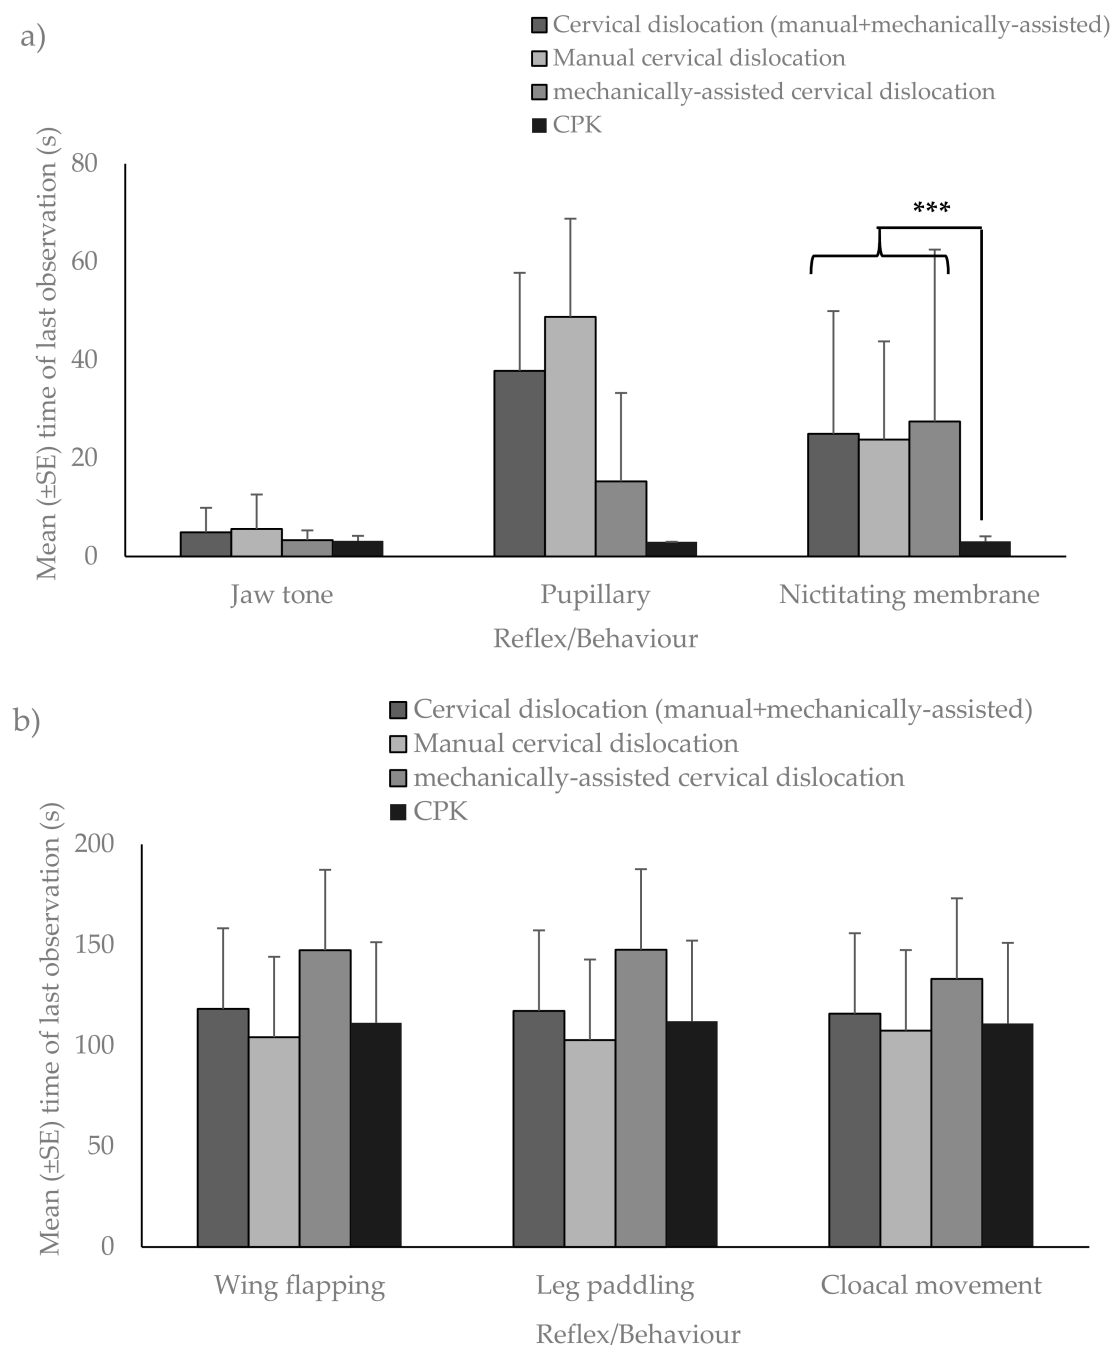 a)
Cervical dislocation (manual+mechanically-assisted)
Manual cervical dislocation
mechanically-assisted cervical dislocation
CPK
Mean (±SE) time of last observation (s)
80
60
40
20
0
***
Jaw tone
Pupillary
Nictitating membrane
Reflex/Behaviour
b)
Cervical dislocation (manual+mechanically-assisted)
Manual cervical dislocation
mechanically-assisted cervical dislocation
CPK
Mean (±SE) time of last observation (s)
200
150
100
50
0
Wing flapping
Leg paddling
Cloacal movement
Reflex/Behaviour